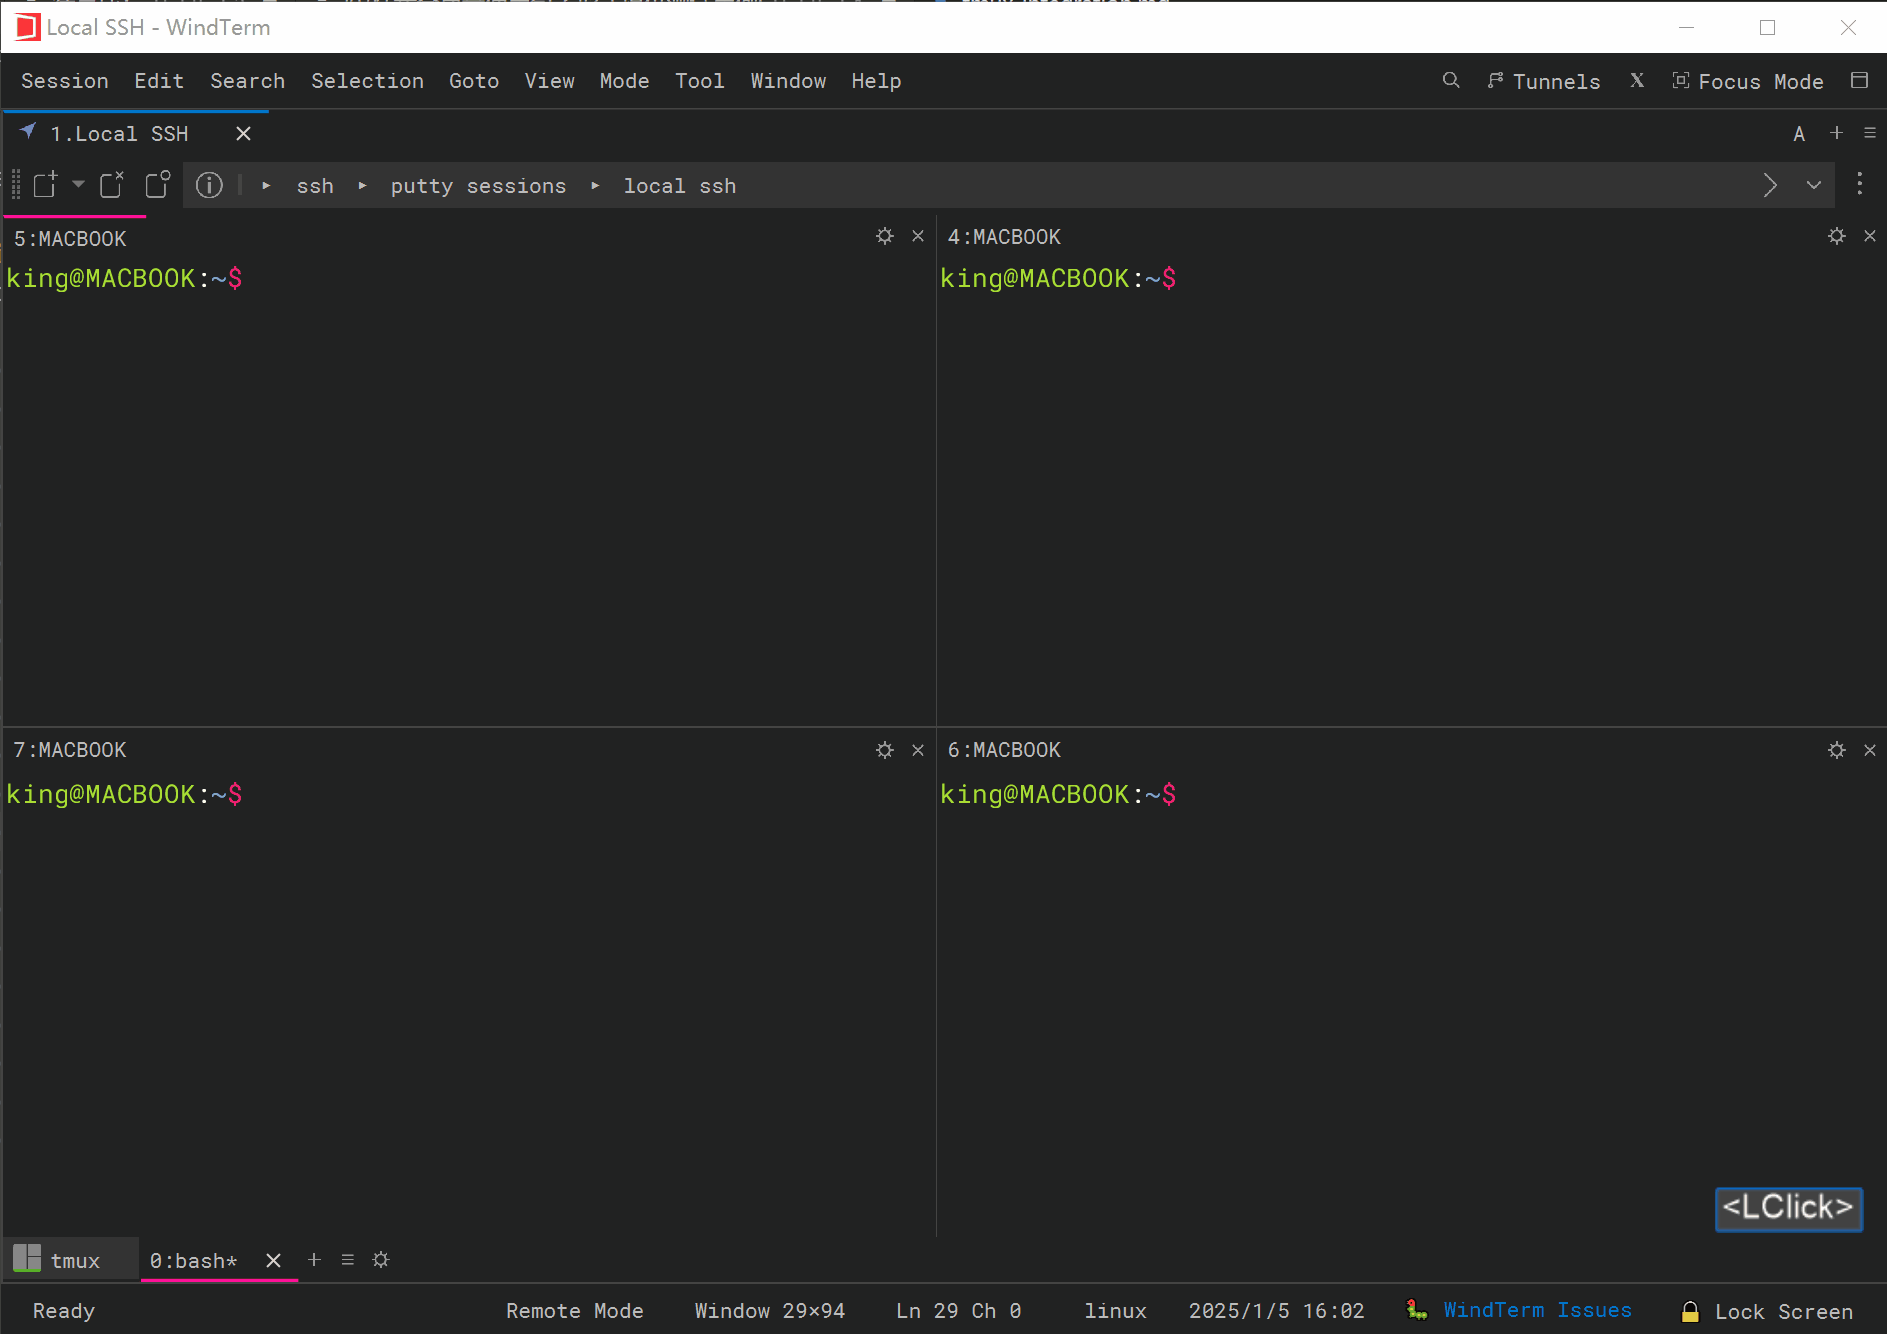 Local SSH - WindTerm
Session Edit Search Selection Goto View Mode Tool Window Help Tunnels X Focus Mode
1.Local SSH A
ssh putty sessions local ssh
5:MACBOOK
king@MACBOOK:~$
4:MACBOOK
king@MACBOOK:~$
7:MACBOOK
king@MACBOOK:~$
6:MACBOOK
king@MACBOOK:~$
<LClick>
tmux 0:bash*
Ready Remote Mode Window 29×94 Ln 29 Ch 0 linux 2025/1/5 16:02 WindTerm Issues Lock Screen